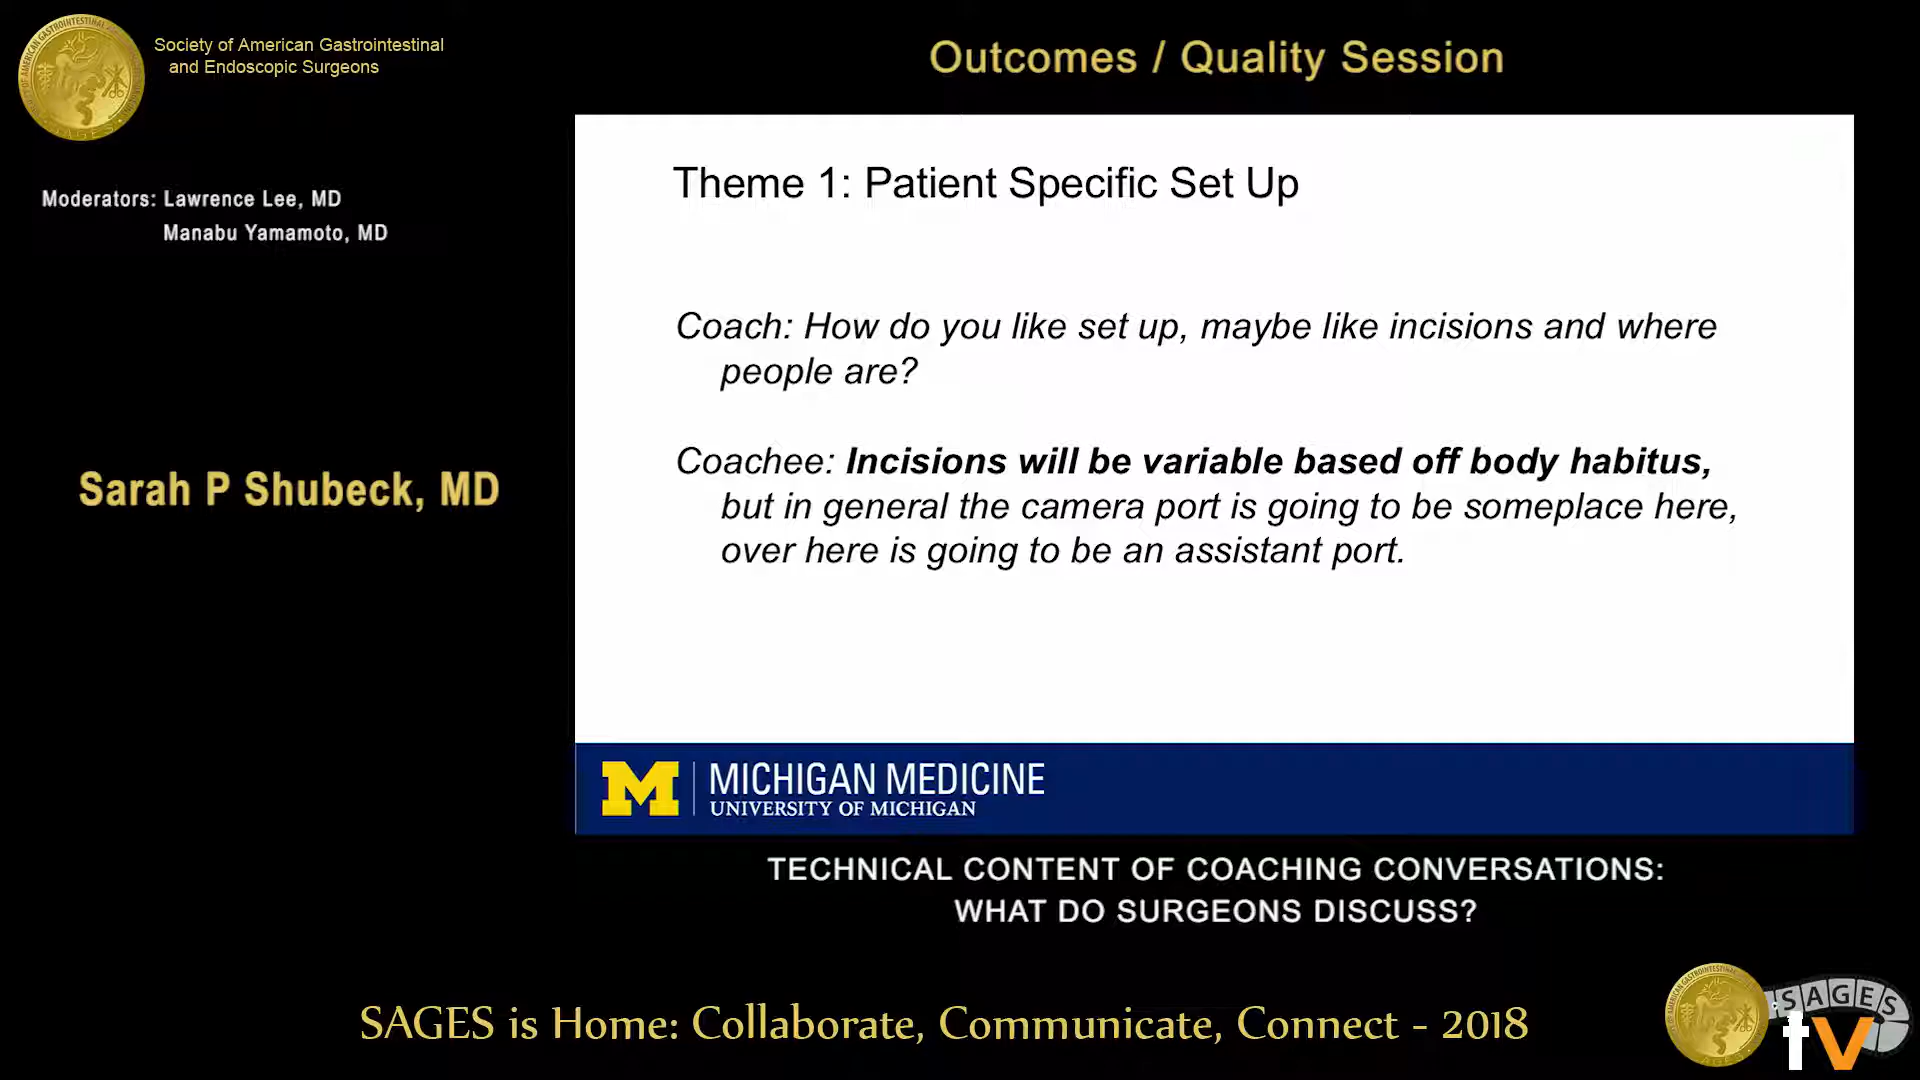 Society of American Gastrointestinal
and Endoscopic Surgeons
Outcomes / Quality Session
Moderators: Lawrence Lee, MD
Manabu Yamamoto, MD
Sarah P Shubeck, MD
Theme 1: Patient Specific Set Up
Coach: How do you like set up, maybe like incisions and where
people are?
Coachee: Incisions will be variable based off body habitus,
but in general the camera port is going to be someplace here,
over here is going to be an assistant port.
M
MICHIGAN MEDICINE
UNIVERSITY OF MICHIGAN
TECHNICAL CONTENT OF COACHING CONVERSATIONS:
WHAT DO SURGEONS DISCUSS?
SAGES is Home: Collaborate, Communicate, Connect - 2018
SAGES
tv